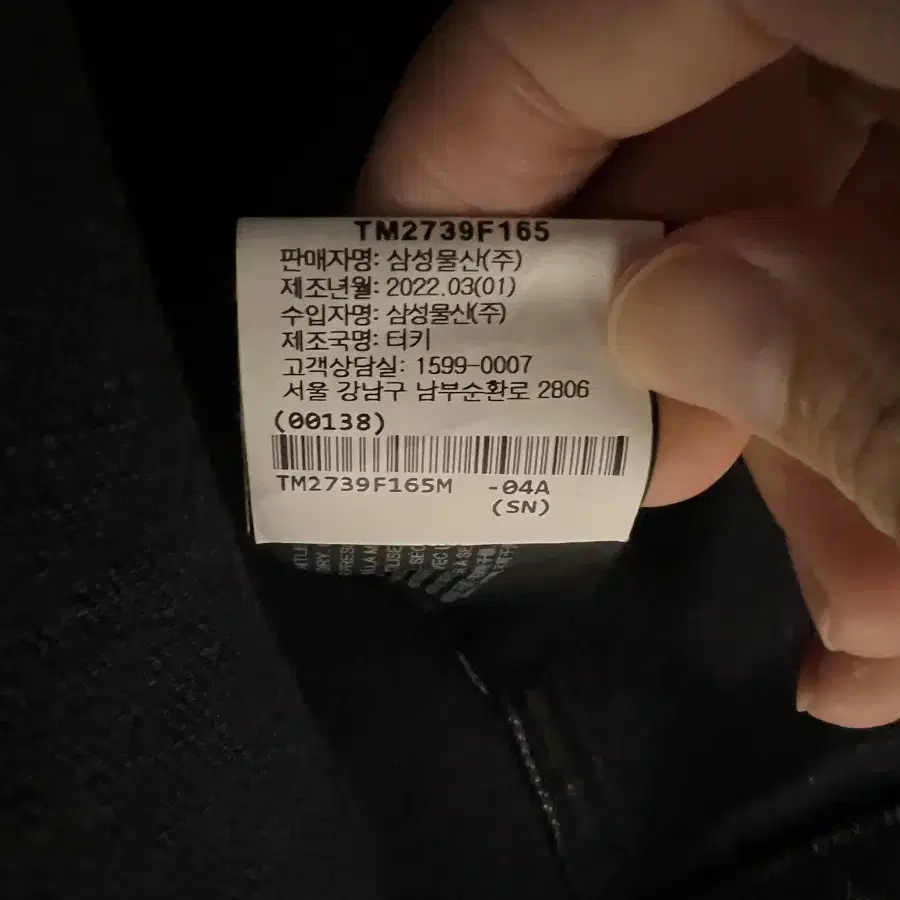 TM2739F165
판매자명: 삼성물산(주)
제조년월: 2022.03(01)
수입자명: 삼성물산(주)
제조국명: 터키
고객상담실: 1599-0007
서울 강남구 남부순환로 2806
(00138)
TM2739F165M -04A
(SN)